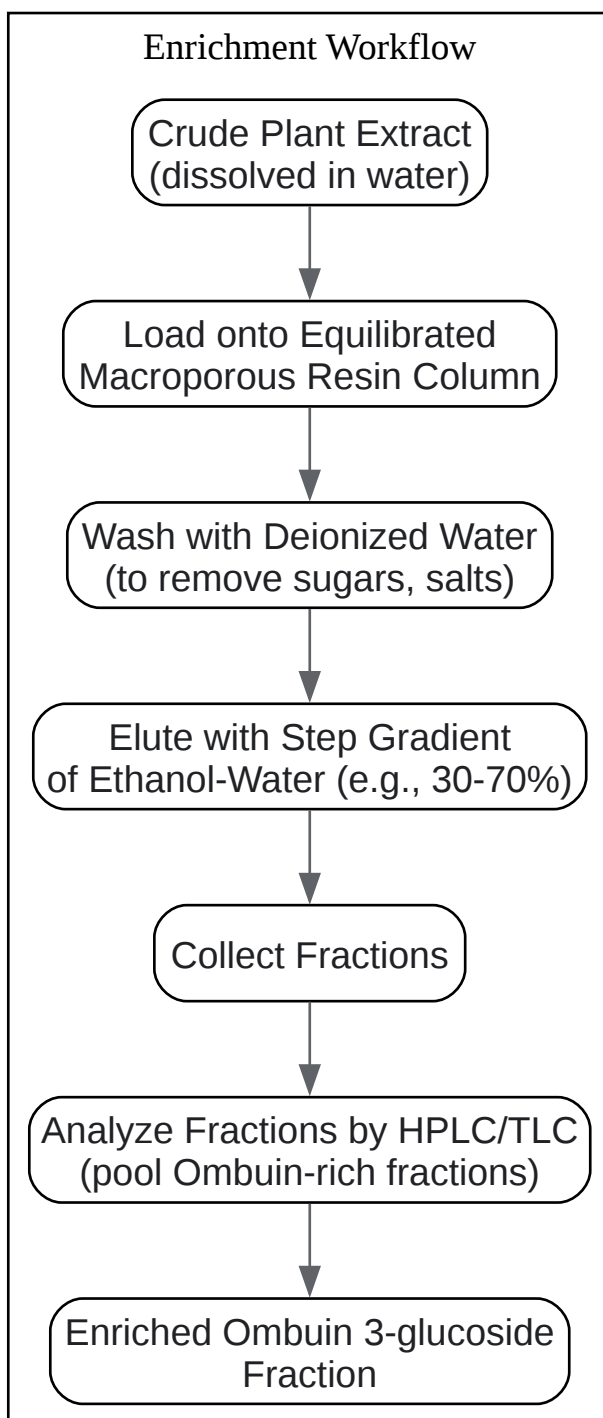 Enrichment Workflow
Crude Plant Extract
(dissolved in water)
Load onto Equilibrated
Macroporous Resin Column
Wash with Deionized Water
(to remove sugars, salts)
Elute with Step Gradient
of Ethanol-Water (e.g., 30-70%)
Collect Fractions
Analyze Fractions by HPLC/TLC
(pool Ombuin-rich fractions)
Enriched Ombuin 3-glucoside
Fraction